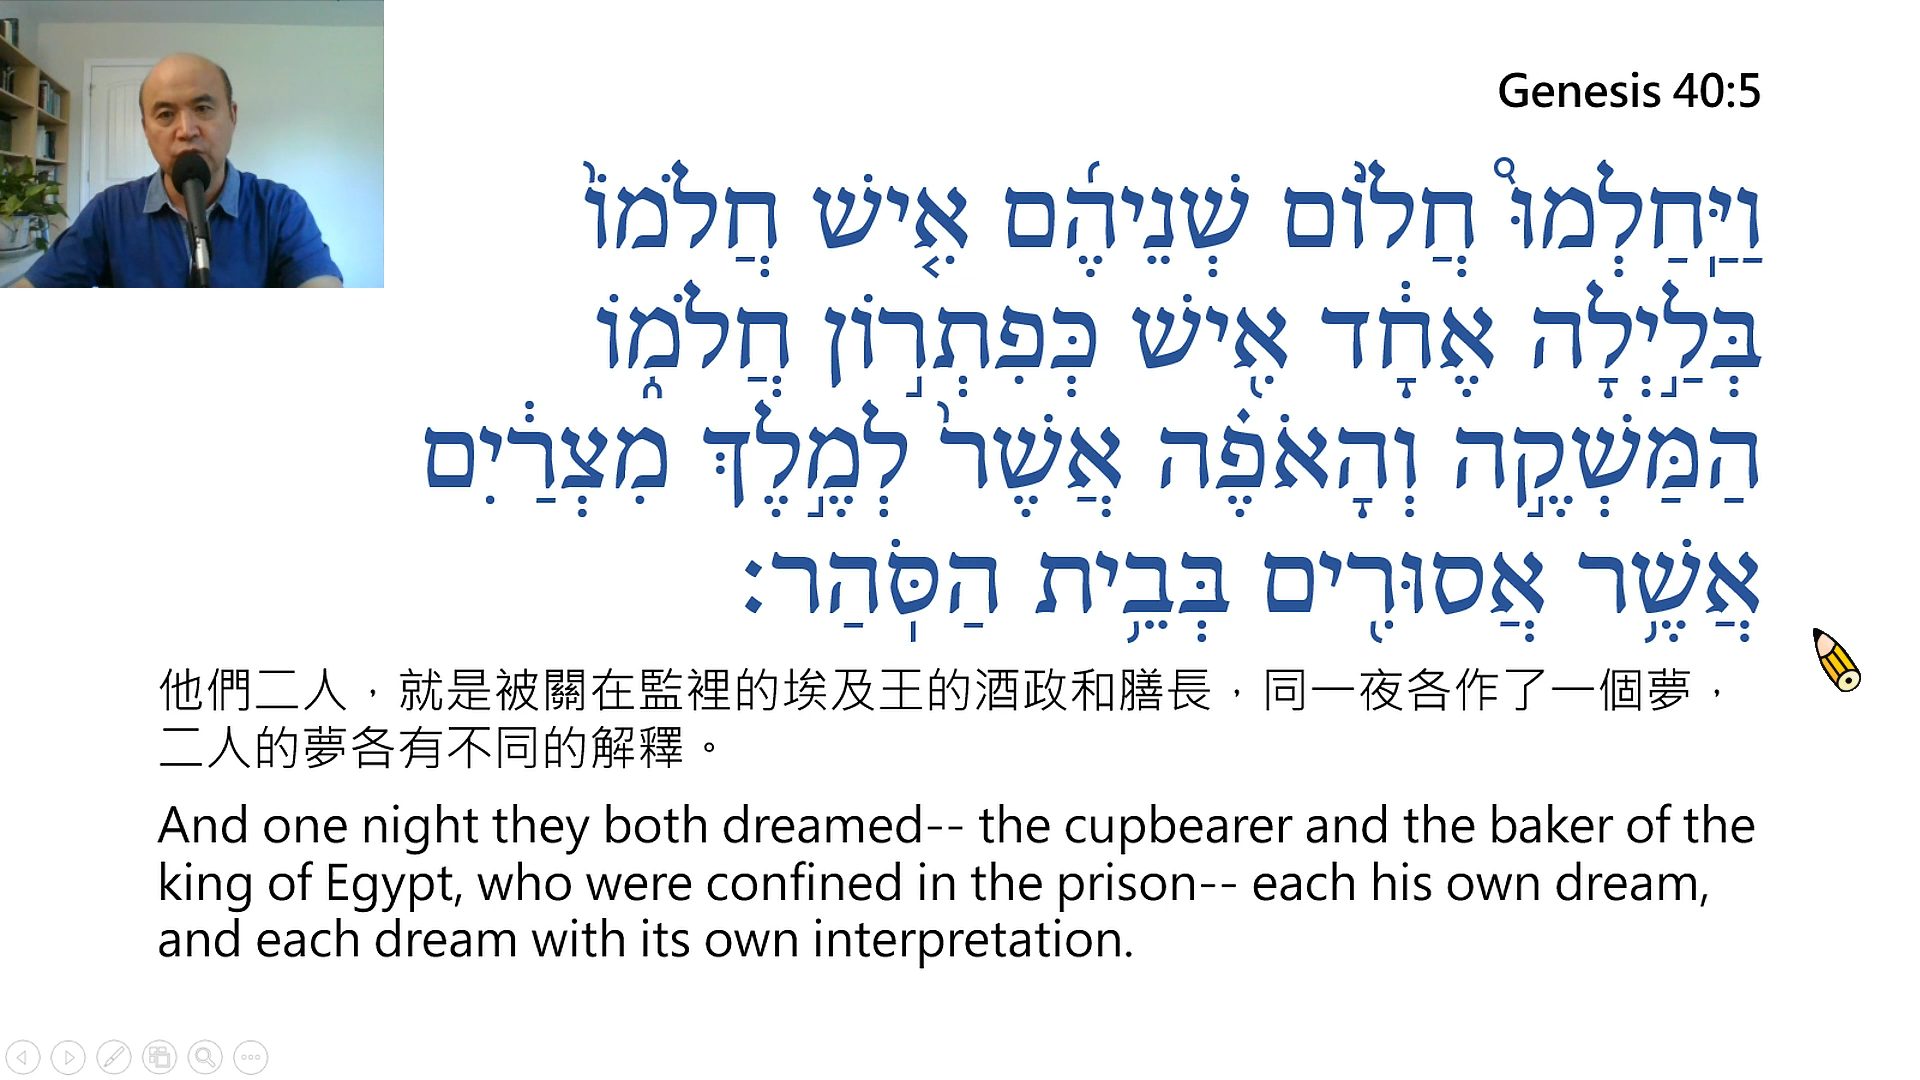 Genesis 40:5
וַיַּֽחַלְמוּ֩ חֲל֨וֹם שְׁנֵיהֶ֜ם אִ֤ישׁ חֲלֹמוֹ֙
בְּלַ֣יְלָה אֶחָ֔ד אִ֖ישׁ כְּפִתְר֣וֹן חֲלֹמ֑וֹ
הַמַּשְׁקֶ֣ה וְהָאֹפֶ֗ה אֲשֶׁר֙ לְמֶ֣לֶךְ מִצְרַ֔יִם
אֲשֶׁ֥ר אֲסוּרִ֖ים בְּבֵ֥ית הַסֹּֽהַר׃
他們二人，就是被關在監裡的埃及王的酒政和膳長，同一夜各作了一個夢，
二人的夢各有不同的解釋。
And one night they both dreamed-- the cupbearer and the baker of the
king of Egypt, who were confined in the prison-- each his own dream,
and each dream with its own interpretation.